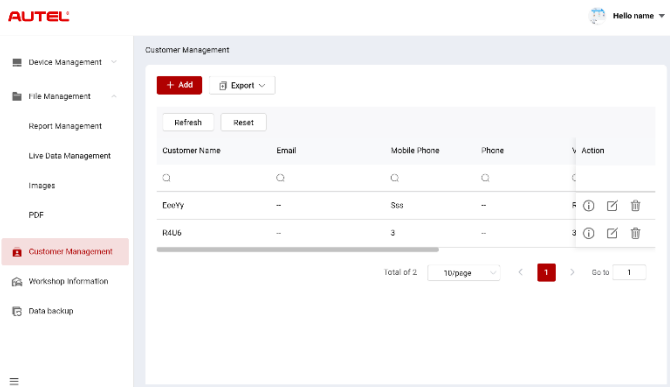 AUTEL
Hello name
Device Management
File Management
Report Management
Live Data Management
Images
PDF
Customer Management
Workshop Information
Data backup
Customer Management
+ Add
Export
Refresh
Reset
Customer Name Email Mobile Phone Phone V Action
EeeYy -- Sss -- R
R4U6 -- 3 -- 3
Total of 2 10/page < 1 > Go to 1